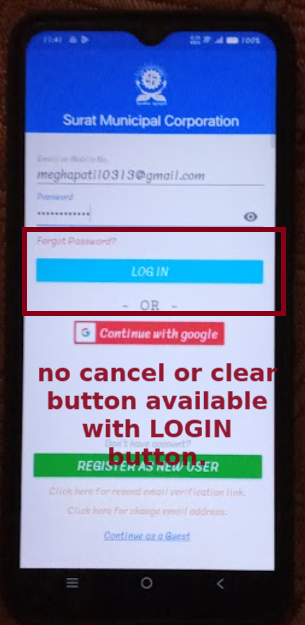 11:41
100%
Surat Municipal Corporation
Email or Mobile No.
meghapatil0313@gmail.com
Password
••••••••••••
Forgot Password?
LOG IN
- OR -
G Continue with google
no cancel or clear
button available
with LOGIN
button.
Don't have account?
REGISTER AS NEW USER
Click here for resend email verification link.
Click here for change email address.
Continue as a Guest